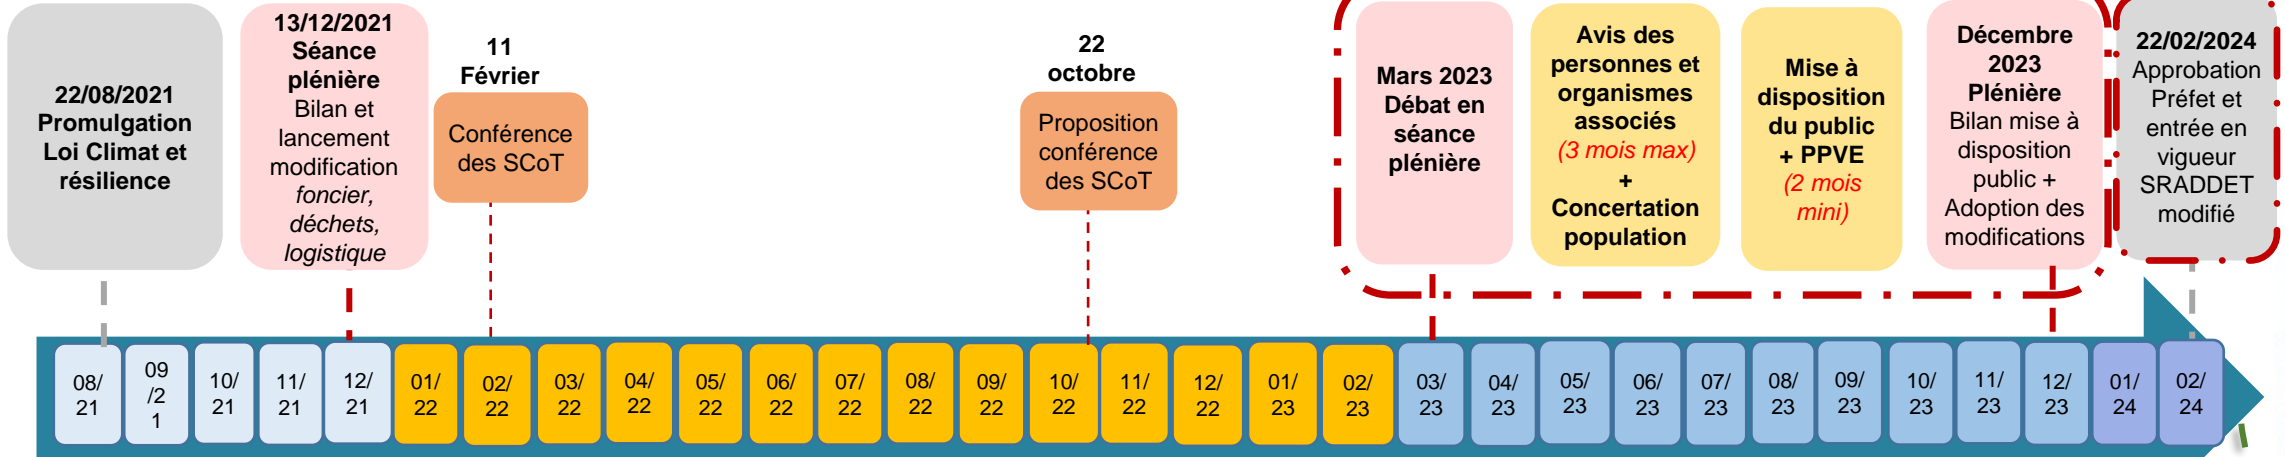 22/08/2021
Promulgation
Loi Climat et
résilience
13/12/2021
Séance
plénière
Bilan et
lancement
modification
foncier,
déchets,
logistique
11
Février
Conférence
des SCoT
22
octobre
Proposition
conférence
des SCoT
Mars 2023
Débat en
séance
plénière
Avis des
personnes et
organismes
associés
(3 mois max)
+
Concertation
population
Mise à
disposition
du public
+ PPVE
(2 mois
mini)
Décembre
2023
Plénière
Bilan mise à
disposition
public +
Adoption des
modifications
22/02/2024
Approbation
Préfet et
entrée en
vigueur
SRADDET
modifié
08/
21
09
/2
1
10/
21
11/
21
12/
21
01/
22
02/
22
03/
22
04/
22
05/
22
06/
22
07/
22
08/
22
09/
22
10/
22
11/
22
12/
22
01/
23
02/
23
03/
23
04/
23
05/
23
06/
23
07/
23
08/
23
09/
23
10/
23
11/
23
12/
23
01/
24
02/
24